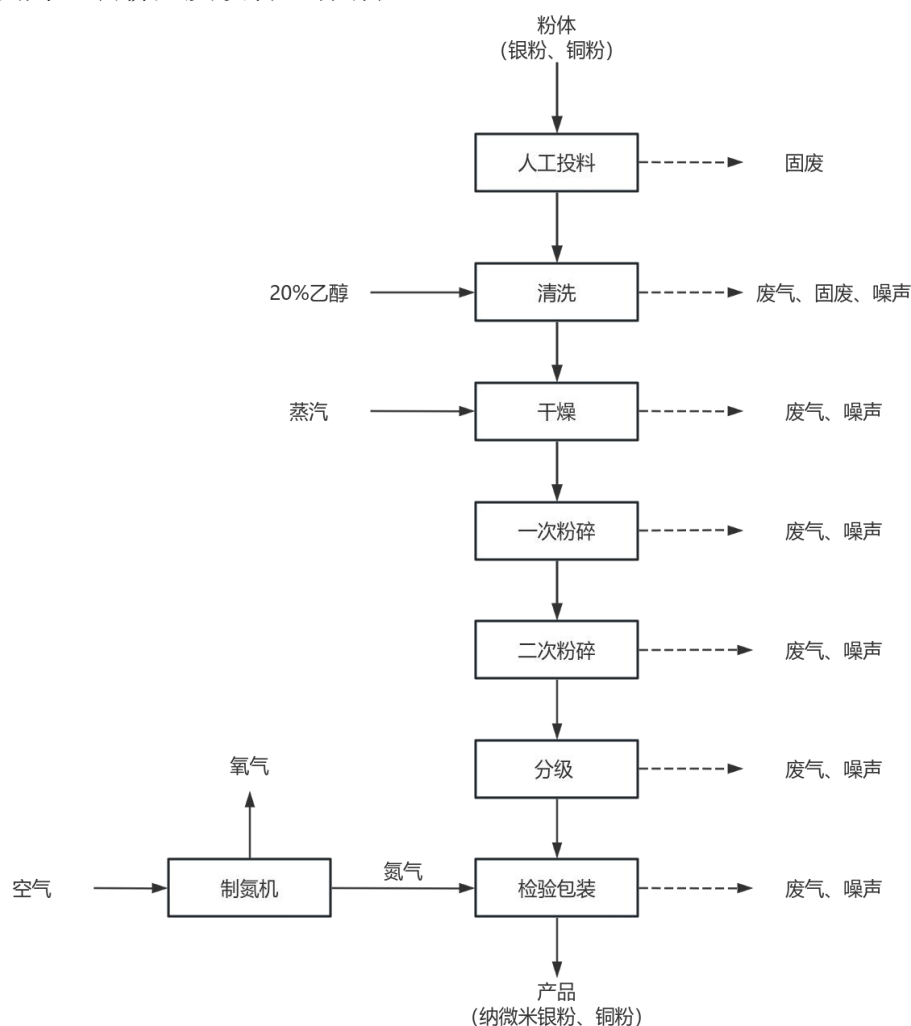 粉体
（银粉、铜粉）
人工投料
固废
20%乙醇
清洗
废气、固废、噪声
蒸汽
干燥
废气、噪声
一次粉碎
废气、噪声
二次粉碎
废气、噪声
氧气
分级
废气、噪声
空气
制氮机
氮气
检验包装
废气、噪声
产品
（纳微米银粉、铜粉）